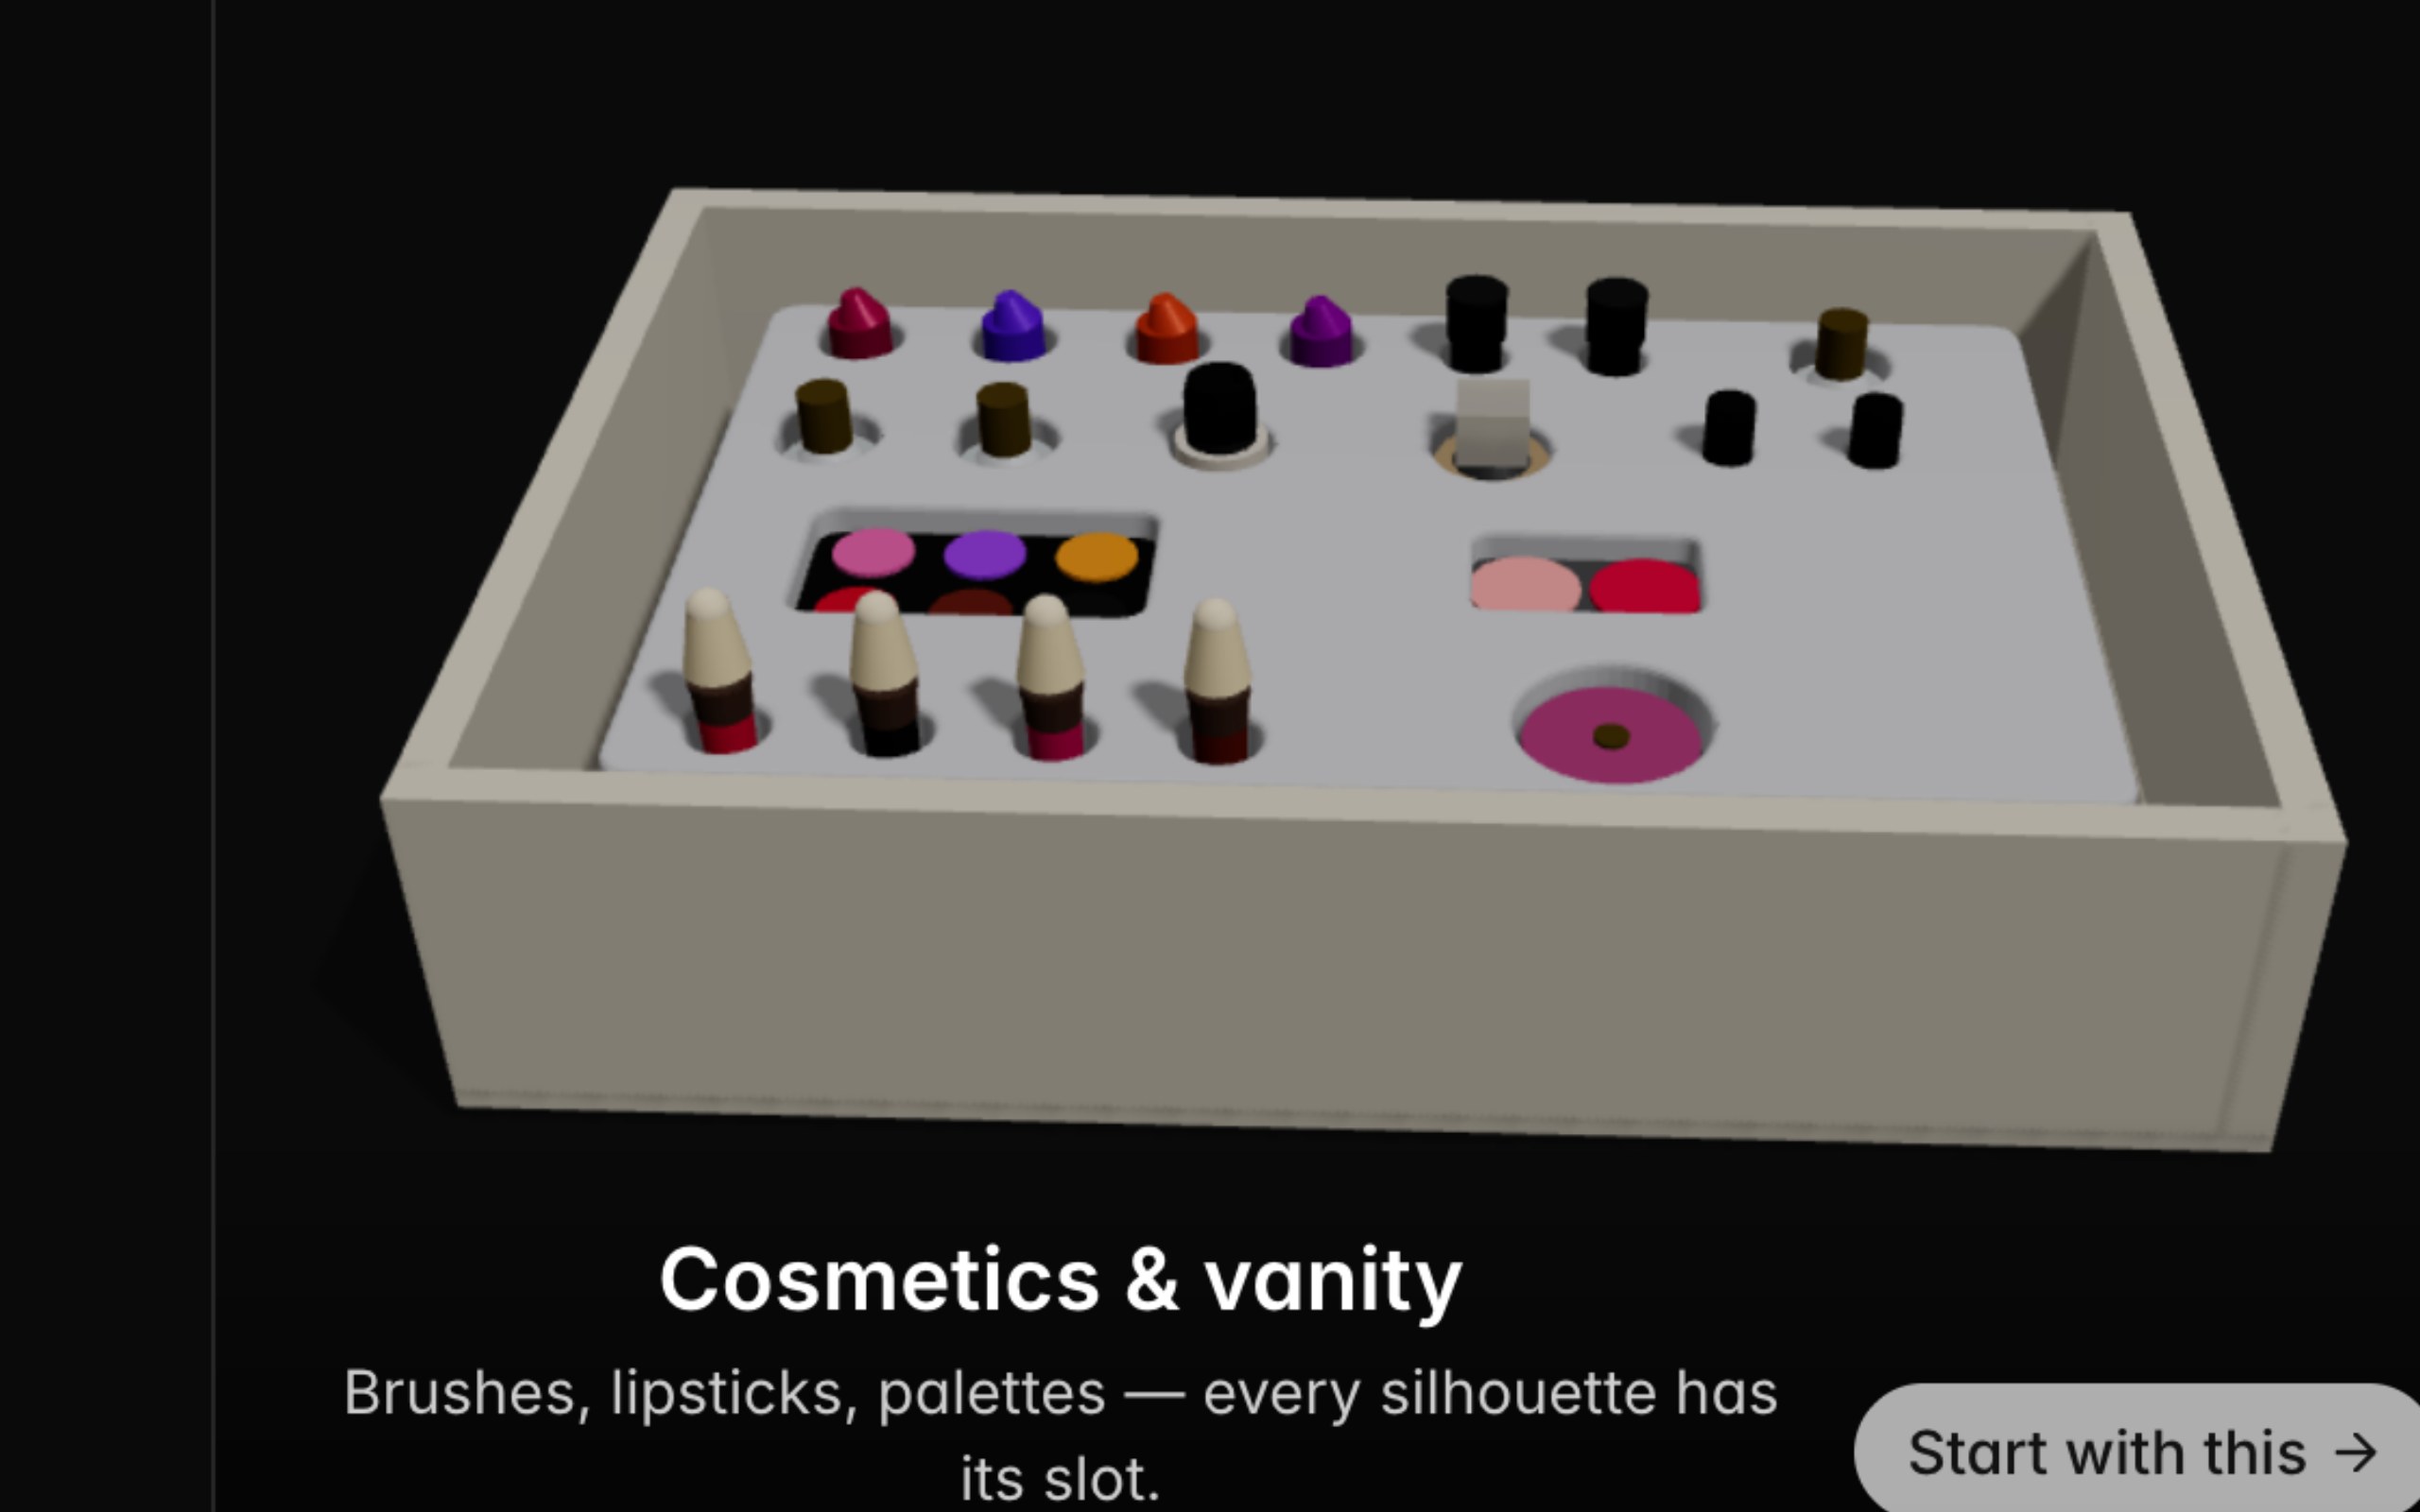 Cosmetics & vanity
Brushes, lipsticks, palettes — every silhouette has
its slot.
Start with this →